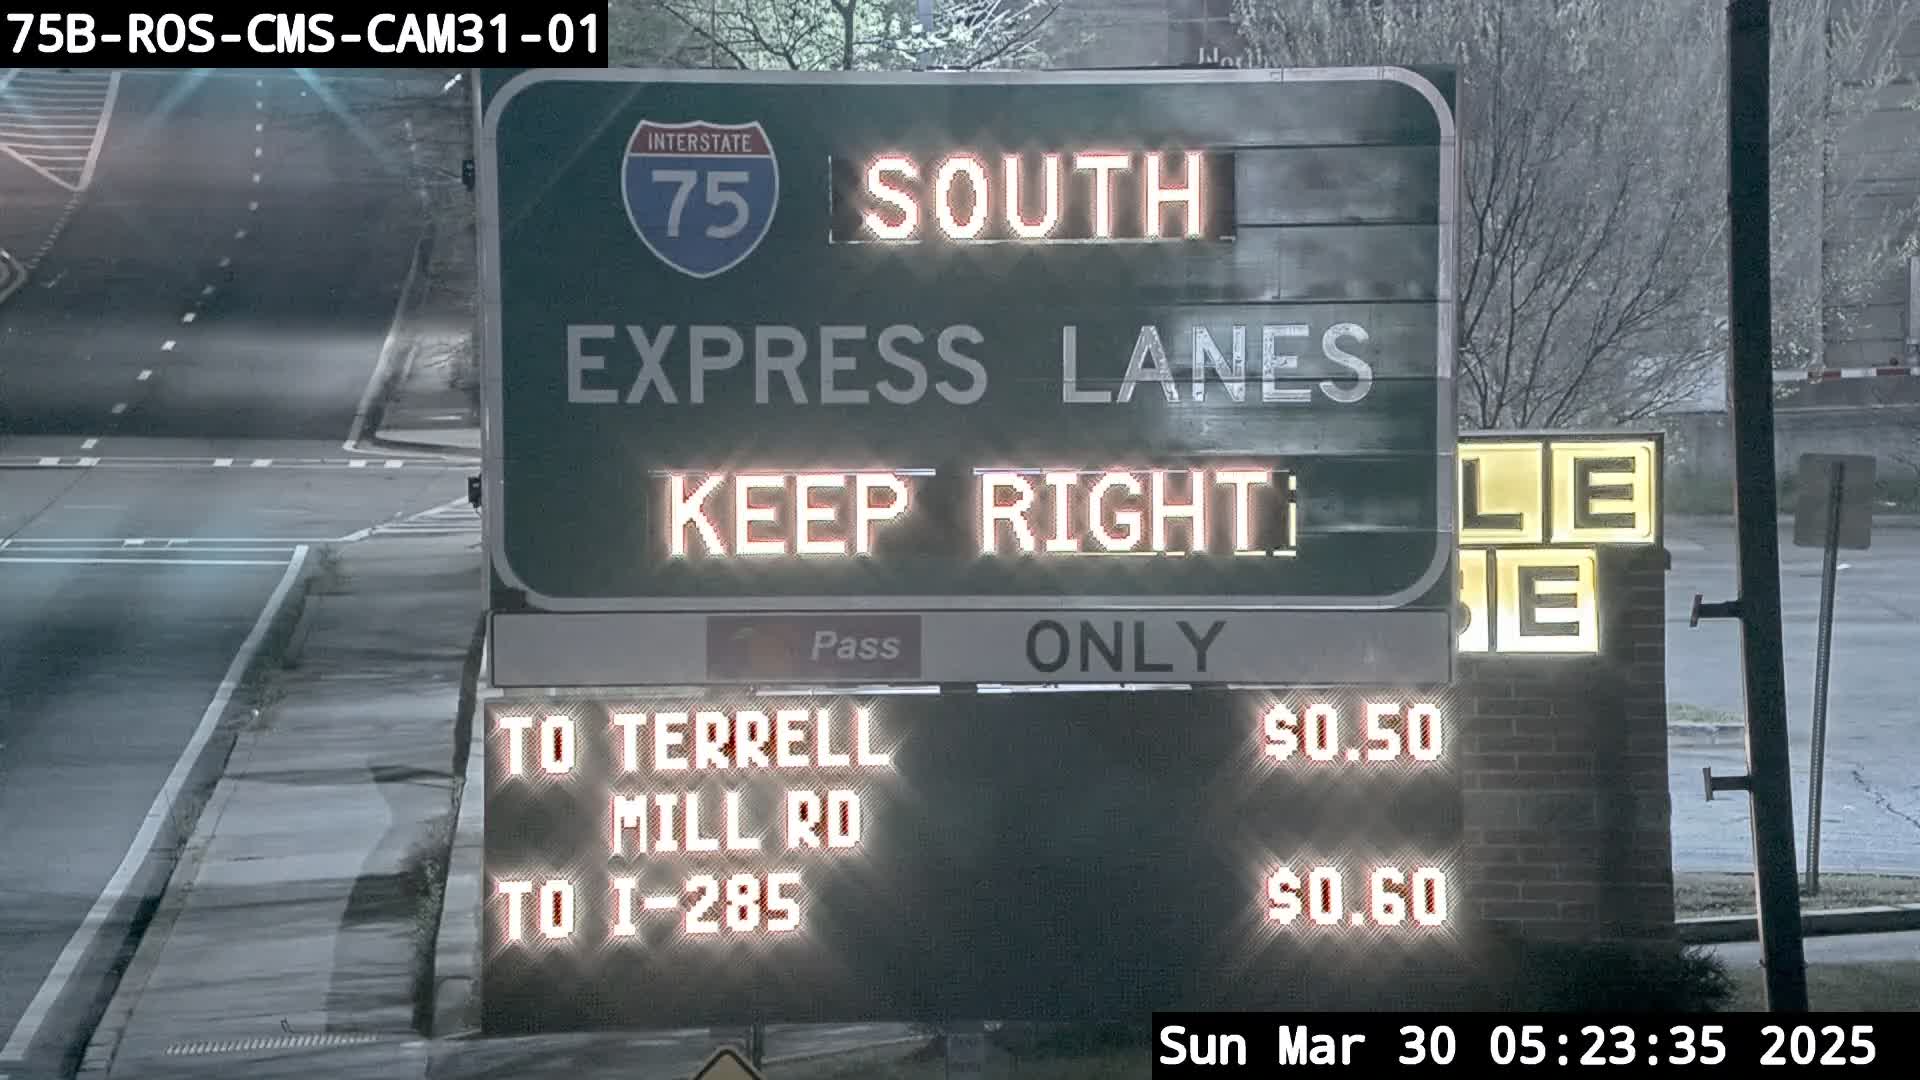 75B-ROS-CMS-CAM31-01
INTERSTATE
75
SOUTH
EXPRESS LANES
KEEP RIGHT
Pass ONLY
TO TERRELL $0.50
MILL RD
TO I-285 $0.60
LE
E
Sun Mar 30 05:23:35 2025